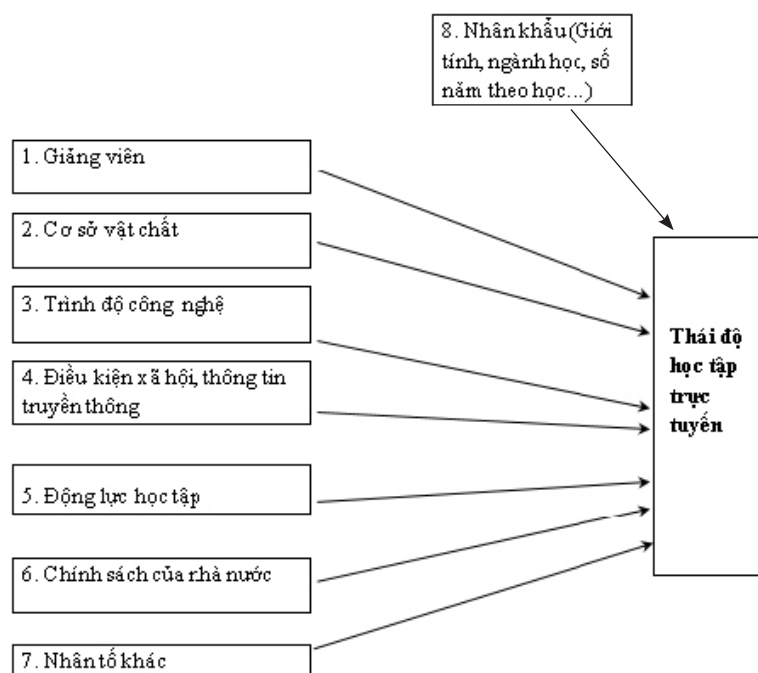 8. Nhân khẩu(Giới
tính, ngành học, số
năm theo học...)
1. Giảng viên
2. Cơ sở vật chất
3. Trình độ công nghệ
4. Điều kiện xã hội, thông tin
truyền thông
5. Động lực học tập
6. Chính sách của nhà nước
7. Nhân tố khác
Thái độ
học tập
trực
tuyến